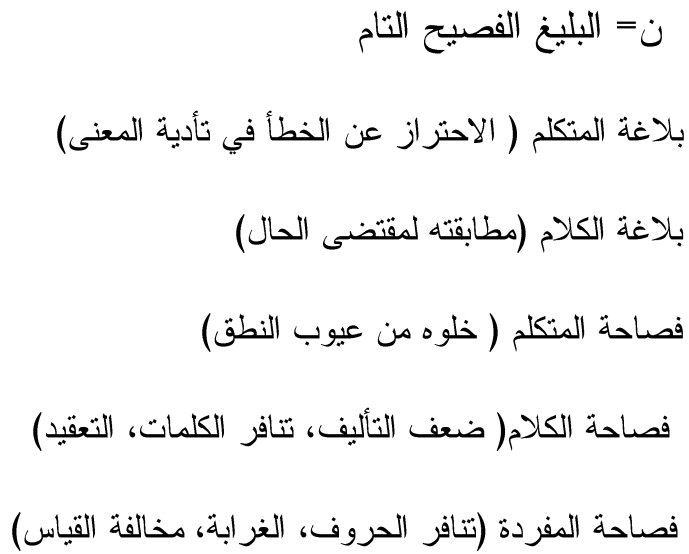 ن= البليغ الفصيح التام
بلاغة المتكلم ( الاحتراز عن الخطأ في تأدية المعنى)
بلاغة الكلام (مطابقته لمقتضى الحال)
فصاحة المتكلم ( خلوه من عيوب النطق)
فصاحة الكلام( ضعف التأليف، تنافر الكلمات، التعقيد)
فصاحة المفردة (تنافر الحروف، الغرابة، مخالفة القياس)